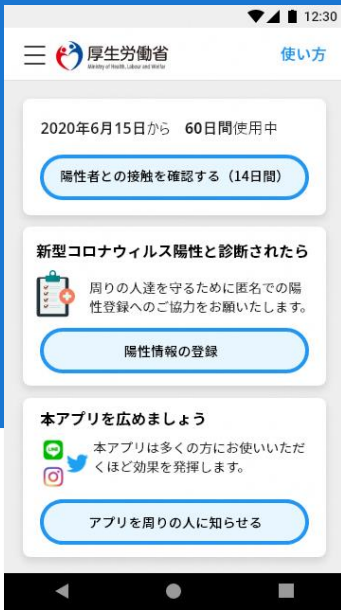 12:30
厚生労働省
Ministry of Health, Labour and Welfare
使い方
2020年6月15日から 60日間使用中
陽性者との接触を確認する（14日間）
新型コロナウィルス陽性と診断されたら
周りの人達を守るために匿名での陽
性登録へのご協力をお願いいたします。
陽性情報の登録
本アプリを広めましょう
本アプリは多くの方にお使いいただ
くほど効果を発揮します。
アプリを周りの人に知らせる